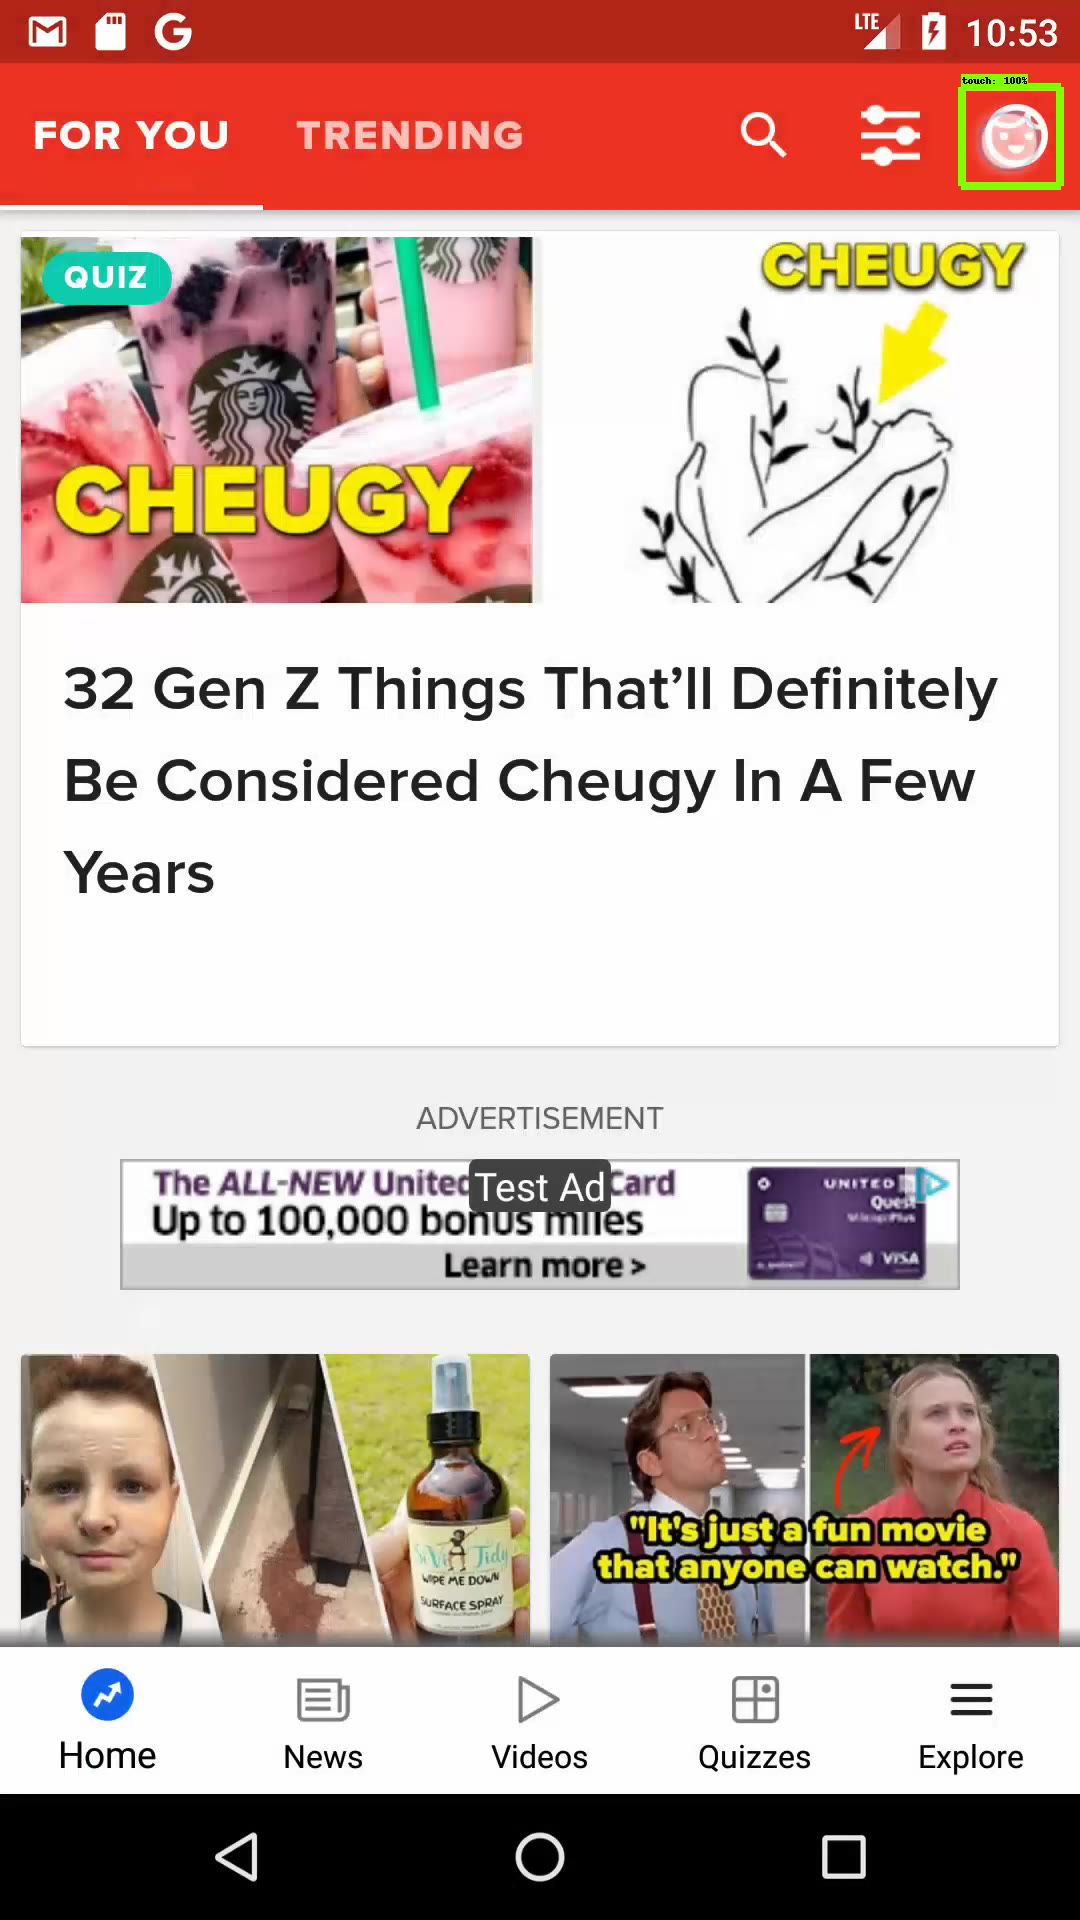 LTE 10:53
touch: 100%
FOR YOU TRENDING
QUIZ
CHEUGY
CHEUGY
32 Gen Z Things That’ll Definitely
Be Considered Cheugy In A Few
Years
ADVERTISEMENT
The ALL-NEW United Card
Test Ad
Up to 100,000 bonus miles
Learn more >
UNITED
Quest
MileagePlus
VISA
Tidy
WIPE ME DOWN
SURFACE SPRAY
"It's just a fun movie
that anyone can watch."
Home News Videos Quizzes Explore